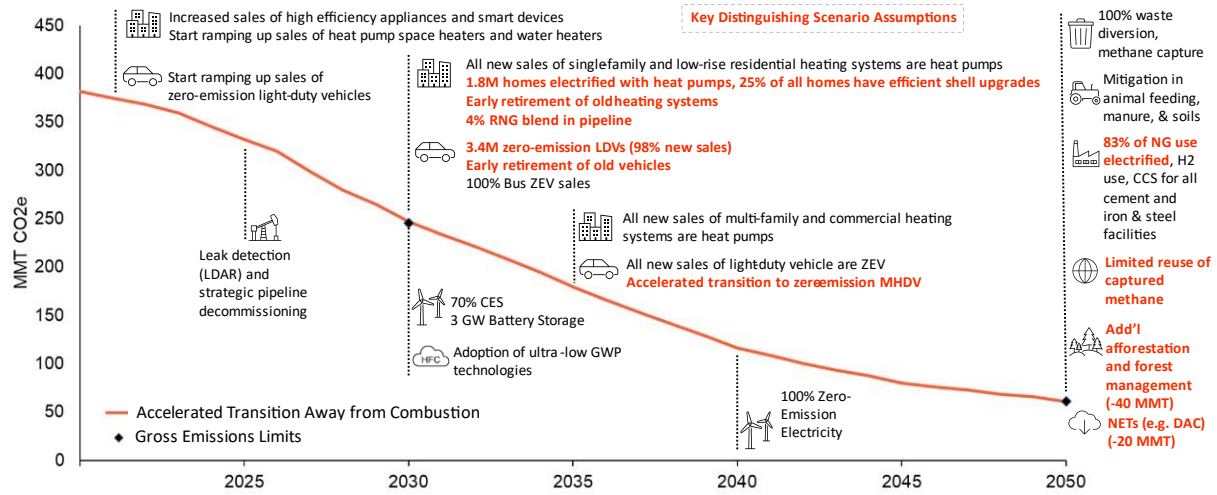 Key Distinguishing Scenario Assumptions
MMT CO2e
450
400
350
300
250
200
150
100
50
0
Increased sales of high efficiency appliances and smart devices
Start ramping up sales of heat pump space heaters and water heaters
Start ramping up sales of
zero-emission light-duty vehicles
Leak detection
(LDAR) and
strategic pipeline
decommissioning
All new sales of singlefamily and low-rise residential heating systems are heat pumps
1.8M homes electrified with heat pumps, 25% of all homes have efficient shell upgrades
Early retirement of oldheating systems
4% RNG blend in pipeline
3.4M zero-emission LDVs (98% new sales)
Early retirement of old vehicles
100% Bus ZEV sales
70% CES
3 GW Battery Storage
HFC
Adoption of ultra -low GWP
technologies
All new sales of multi-family and commercial heating
systems are heat pumps
All new sales of light-duty vehicle are ZEV
Accelerated transition to zeroemission MHDV
100% Zero-
Emission
Electricity
100% waste
diversion,
methane capture
Mitigation in
animal feeding,
manure, & soils
83% of NG use
electrified, H2
use, CCS for all
cement and
iron & steel
facilities
Limited reuse of
captured
methane
Add'l
afforestation
and forest
management
(-40 MMT)
NETs (e.g. DAC)
(-20 MMT)
Accelerated Transition Away from Combustion
Gross Emissions Limits
2025
2030
2035
2040
2045
2050